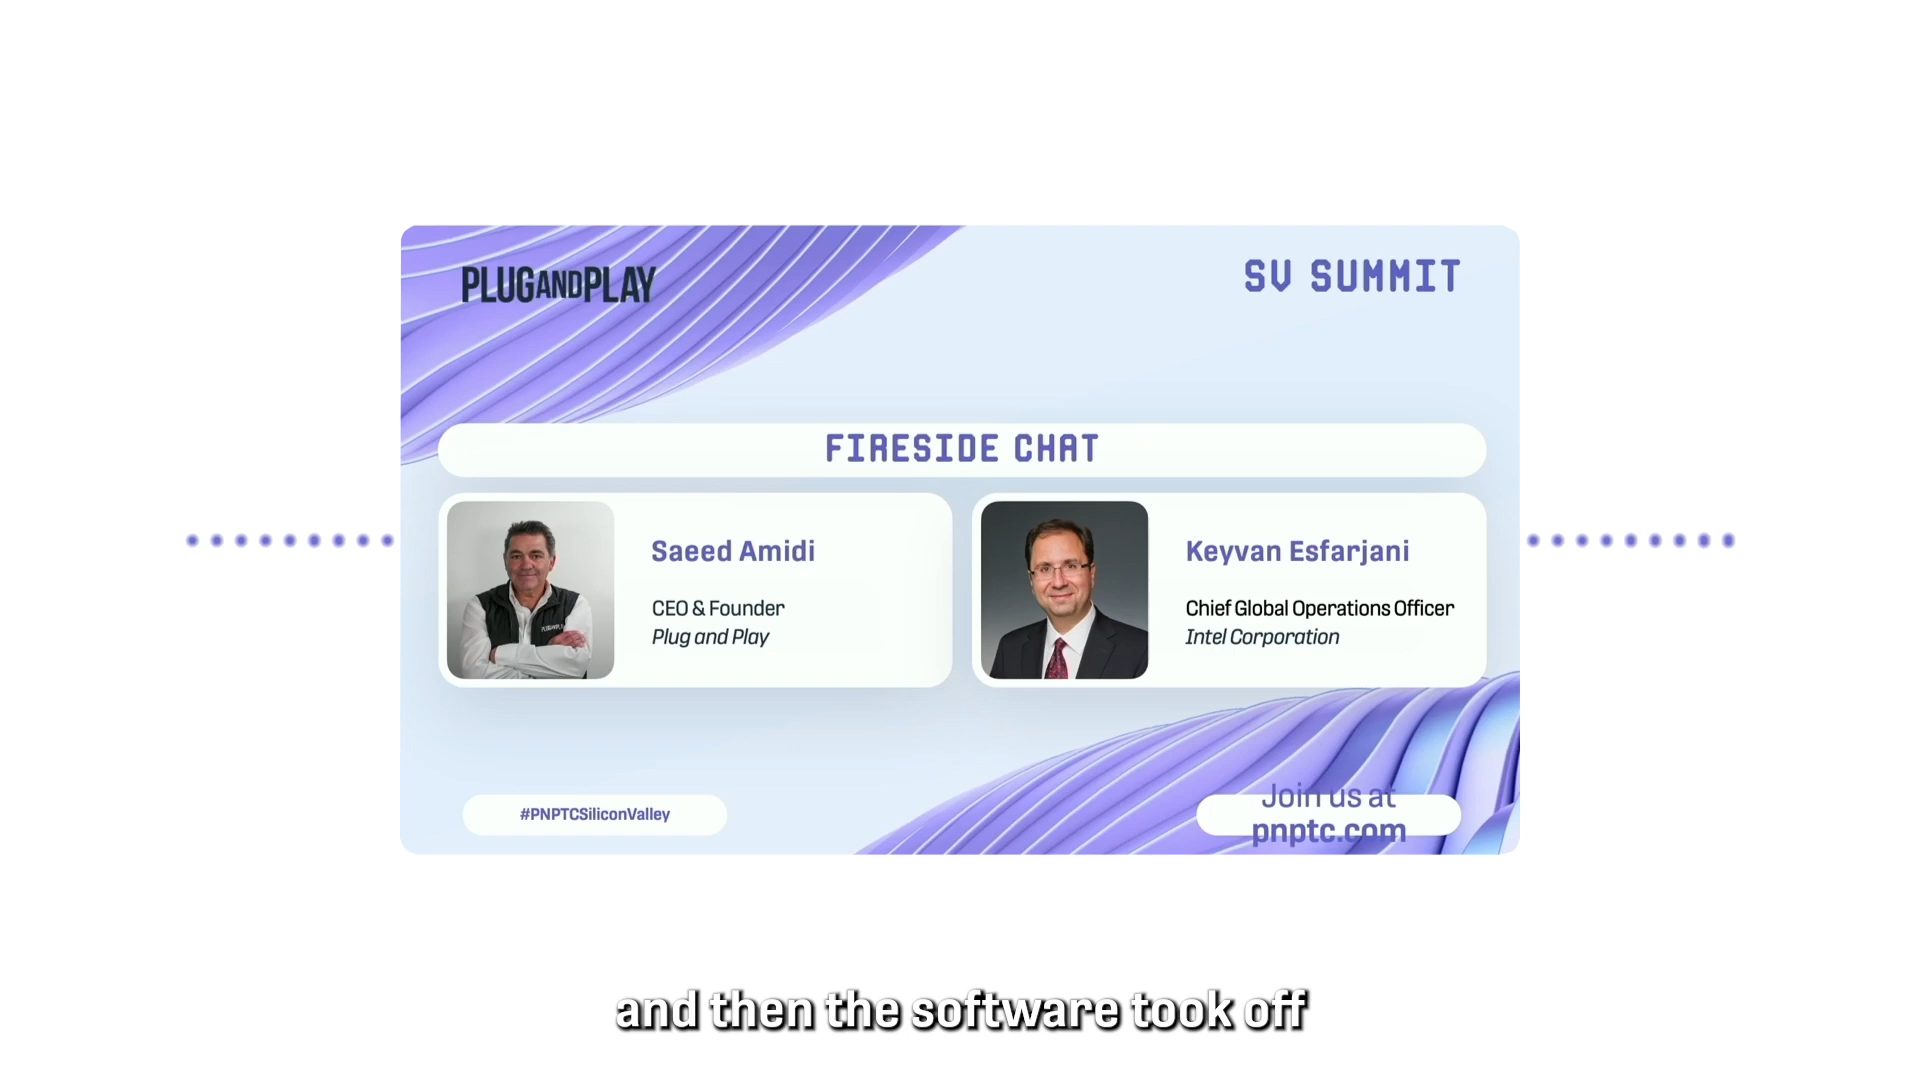 PLUGANDPLAY
SV SUMMIT
FIRESIDE CHAT
Saeed Amidi
CEO & Founder
Plug and Play
Keyvan Esfarjani
Chief Global Operations Officer
Intel Corporation
#PNPTCSiliconValley
Join us at
pnptc.com
and then the software took off